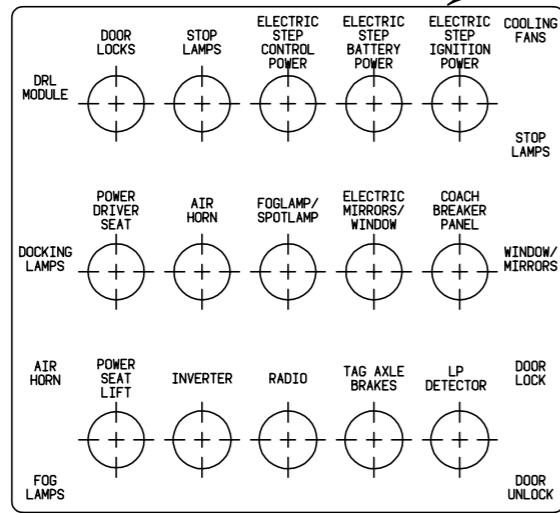 ELECTRIC
STEP
CONTROL
POWER
ELECTRIC
STEP
BATTERY
POWER
ELECTRIC
STEP
IGNITION
POWER
COOLING
FANS
DOOR
LOCKS
STOP
LAMPS
DRL
MODULE
STOP
LAMPS
POWER
DRIVER
SEAT
AIR
HORN
FOGLAMP/
SPOTLAMP
ELECTRIC
MIRRORS/
WINDOW
COACH
BREAKER
PANEL
DOCKING
LAMPS
WINDOW/
MIRRORS
AIR
HORN
POWER
SEAT
LIFT
INVERTER
RADIO
TAG AXLE
BRAKES
LP
DETECTOR
DOOR
LOCK
FOG
LAMPS
DOOR
UNLOCK